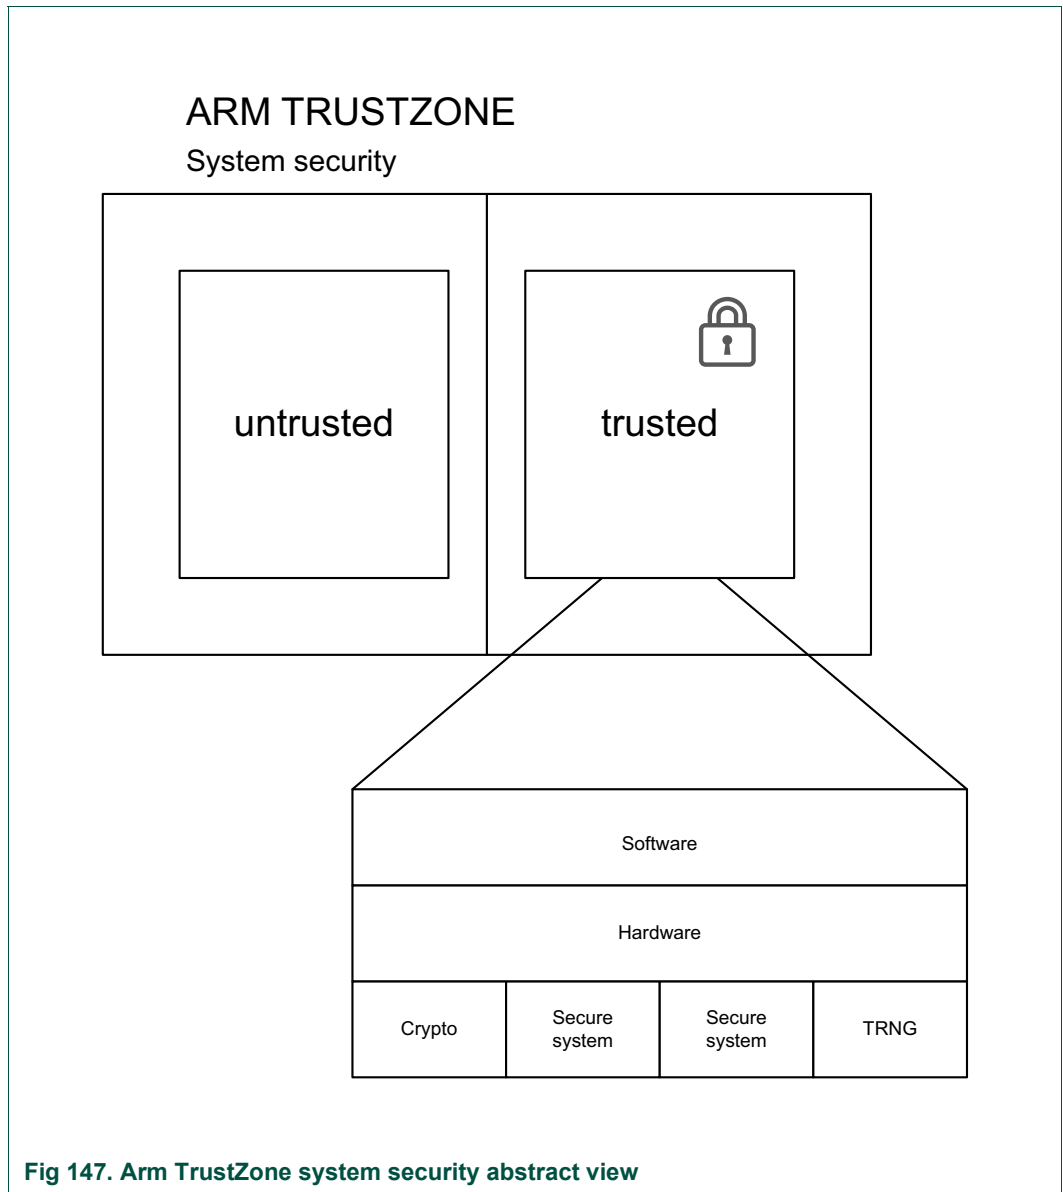 ARM TRUSTZONE
System security
untrusted
trusted
Software
Hardware
Crypto
Secure
system
Secure
system
TRNG
Fig 147. Arm TrustZone system security abstract view